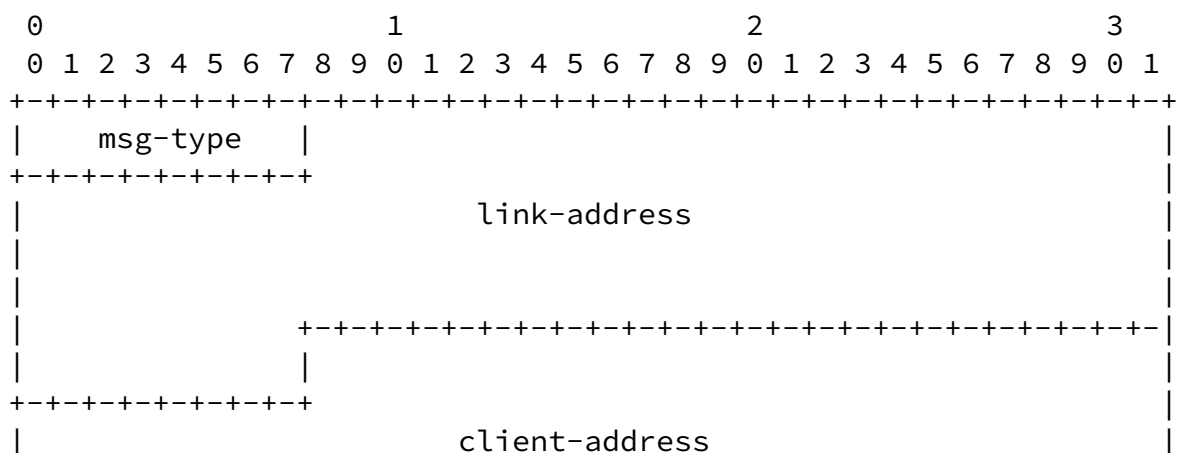 0                   1                   2                   3
 0 1 2 3 4 5 6 7 8 9 0 1 2 3 4 5 6 7 8 9 0 1 2 3 4 5 6 7 8 9 0 1
+-+-+-+-+-+-+-+-+-+-+-+-+-+-+-+-+-+-+-+-+-+-+-+-+-+-+-+-+-+-+-+-+
|    msg-type   |                                               |
+-+-+-+-+-+-+-+-+                                               |
|                         link-address                          |
|                                                               |
|                                                               |
|               +-+-+-+-+-+-+-+-+-+-+-+-+-+-+-+-+-+-+-+-+-+-+-+-|
|               |                                               |
+-+-+-+-+-+-+-+-+                                               |
|                        client-address                         |